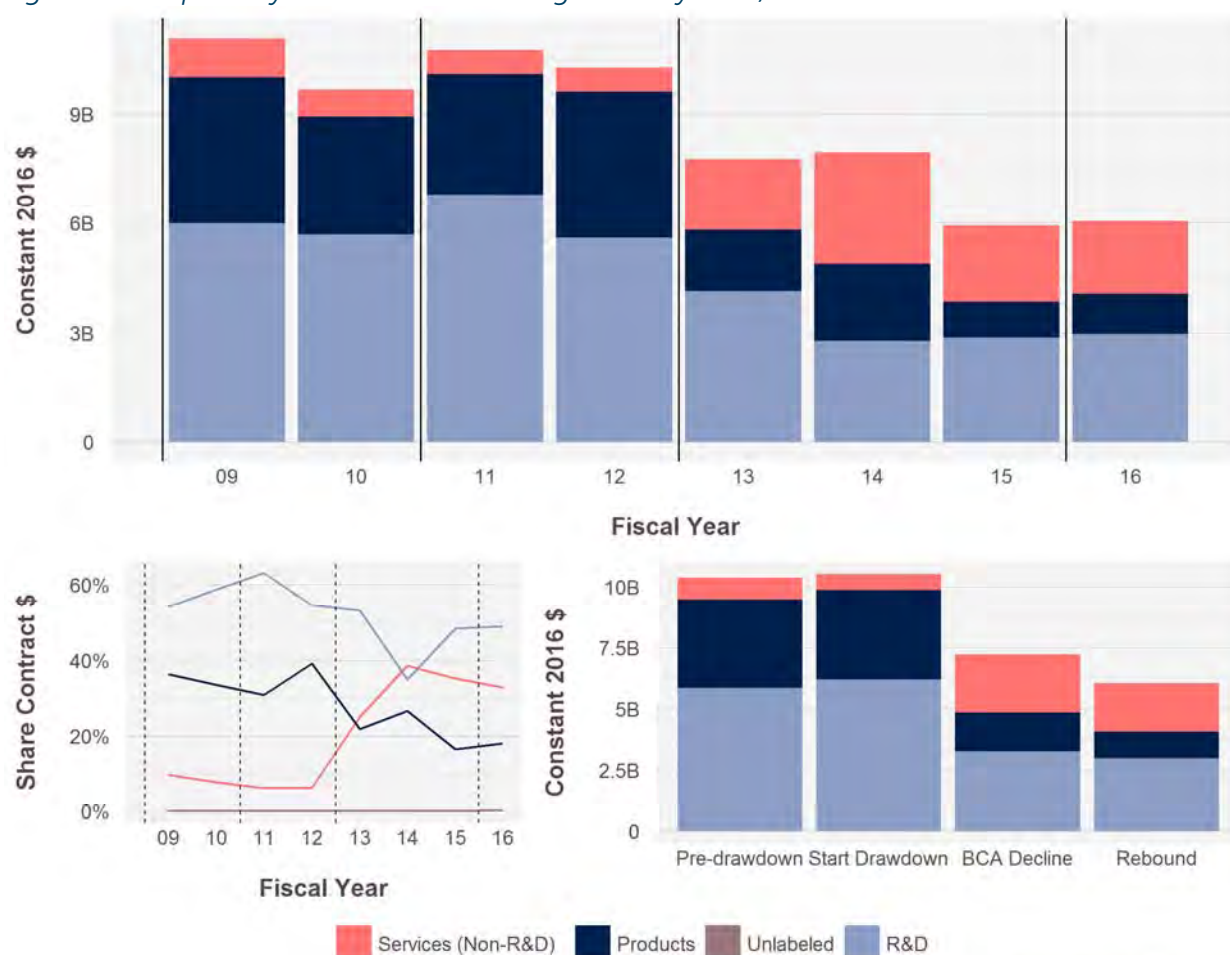 9B
6B
3B
0
Constant 2016 $
09 10 11 12 13 14 15 16
Fiscal Year
60%
40%
20%
0%
Share Contract $
09 10 11 12 13 14 15 16
Fiscal Year
10B
7.5B
5B
2.5B
0
Constant 2016 $
Pre-drawdown Start Drawdown BCA Decline Rebound
Services (Non-R&D) Products Unlabeled R&D